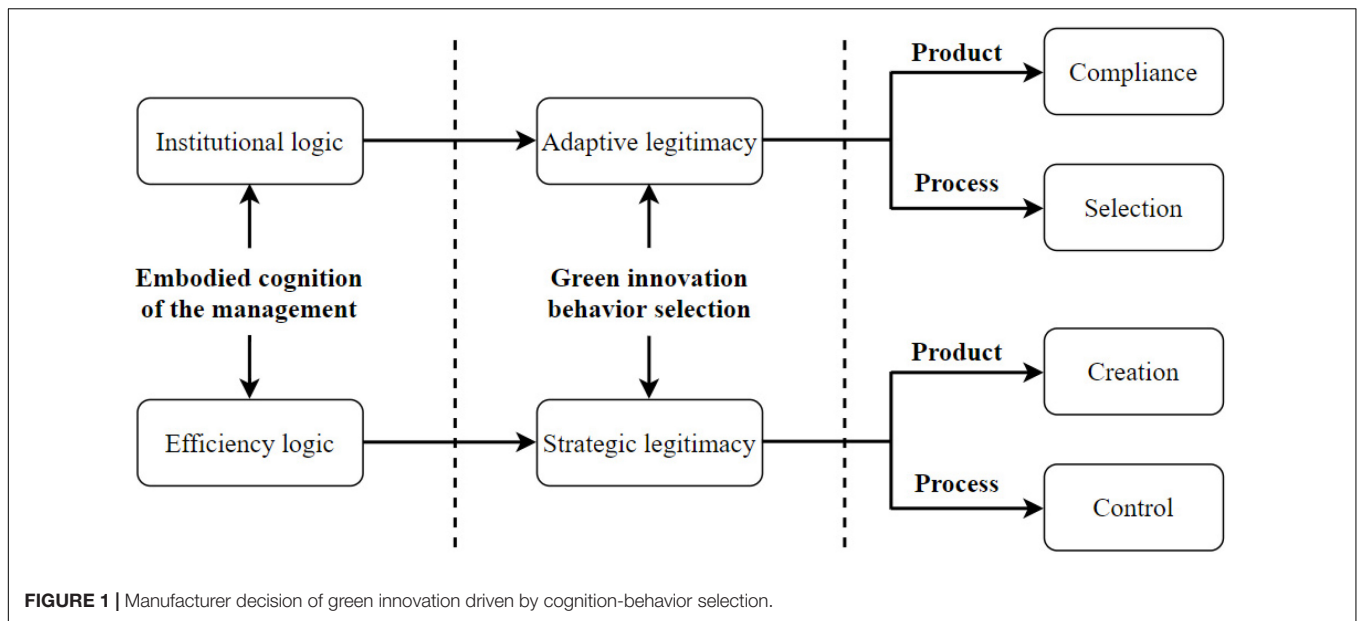 Product
Compliance
Institutional logic
Adaptive legitimacy
Process
Selection
Embodied cognition
of the management
Green innovation
behavior selection
Product
Creation
Efficiency logic
Strategic legitimacy
Process
Control
FIGURE 1 | Manufacturer decision of green innovation driven by cognition-behavior selection.